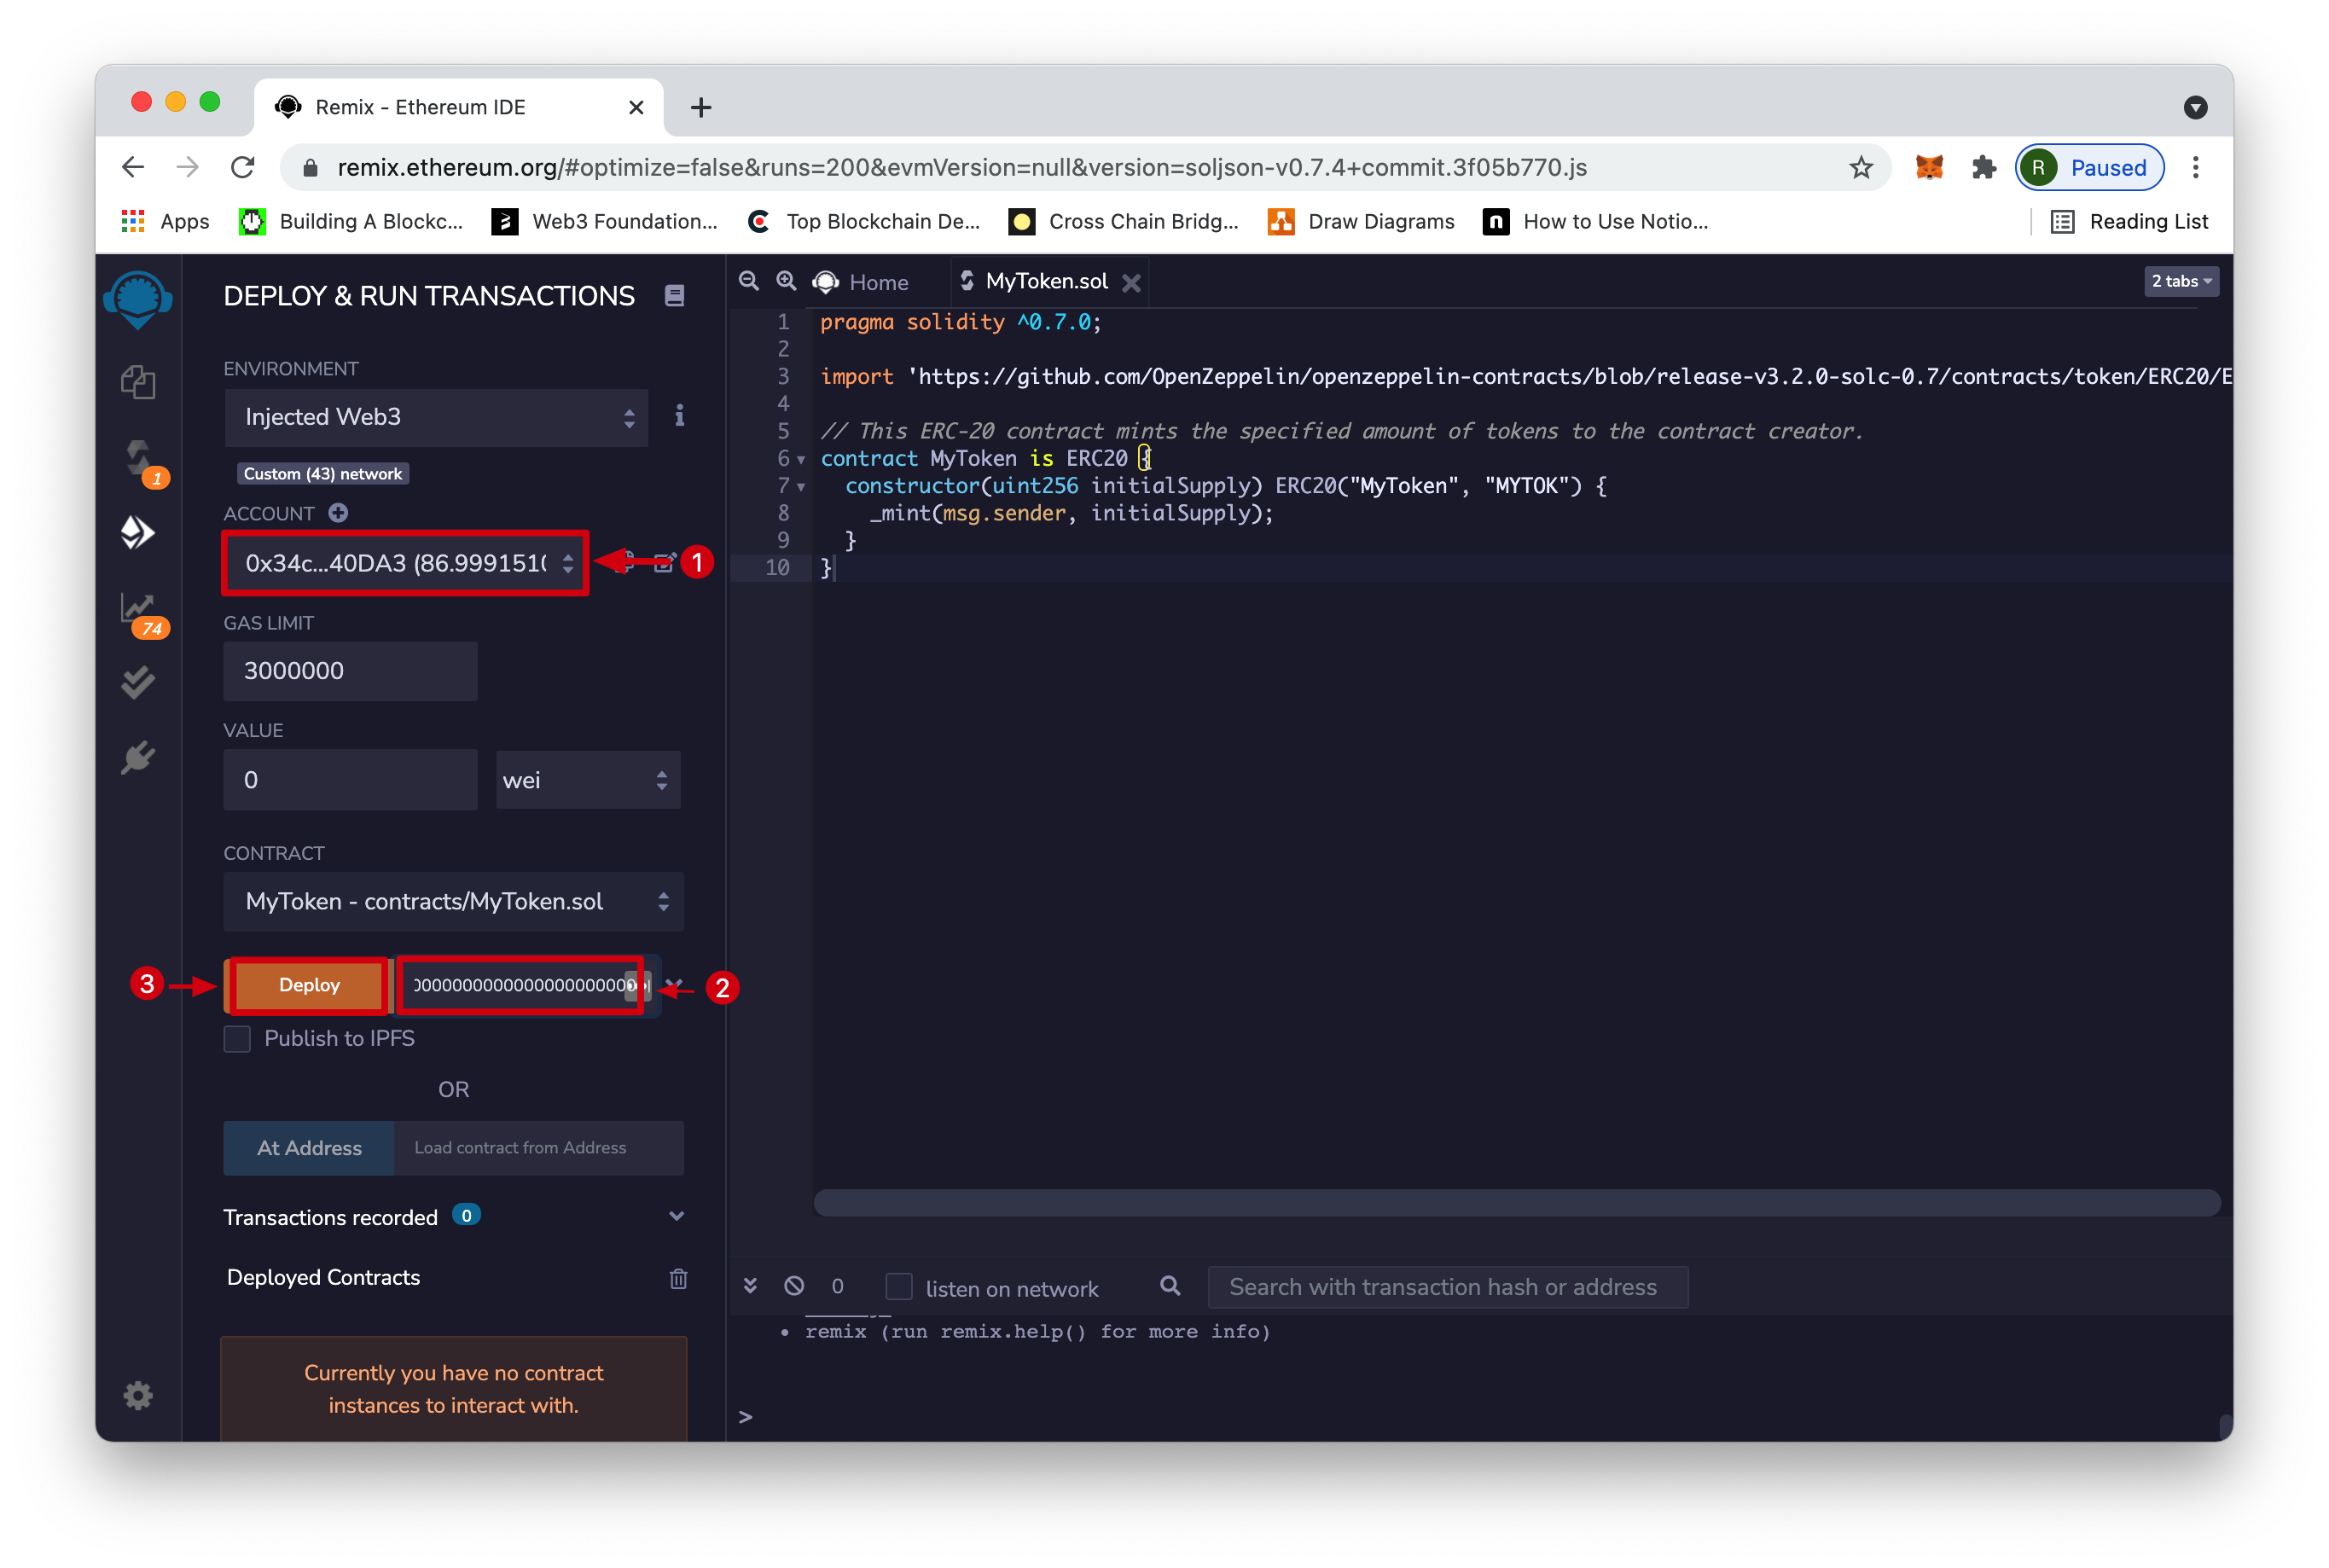 Remix - Ethereum IDE
remix.ethereum.org/#optimize=false&runs=200&evmVersion=null&version=soljson-v0.7.4+commit.3f05b770.js
R Paused
Apps Building A Blockc... Web3 Foundation... Top Blockchain De... Cross Chain Bridg... Draw Diagrams How to Use Notio... Reading List
DEPLOY & RUN TRANSACTIONS
ENVIRONMENT
Injected Web3
Custom (43) network
ACCOUNT
0x34c...40DA3 (86.9991510
1
GAS LIMIT
3000000
VALUE
0
wei
CONTRACT
MyToken - contracts/MyToken.sol
3
Deploy
2
Publish to IPFS
OR
At Address
Load contract from Address
Transactions recorded 0
Deployed Contracts
Currently you have no contract
instances to interact with.
1
74
Home
MyToken.sol
2 tabs
1 pragma solidity ^0.7.0;
2
3 import 'https://github.com/OpenZeppelin/openzeppelin-contracts/blob/release-v3.2.0-solc-0.7/contracts/token/ERC20/E
4
5 // This ERC-20 contract mints the specified amount of tokens to the contract creator.
6 contract MyToken is ERC20 {
7 constructor(uint256 initialSupply) ERC20("MyToken", "MYTOK") {
8 _mint(msg.sender, initialSupply);
9 }
10 }
0
listen on network
Search with transaction hash or address
remix (run remix.help() for more info)
>